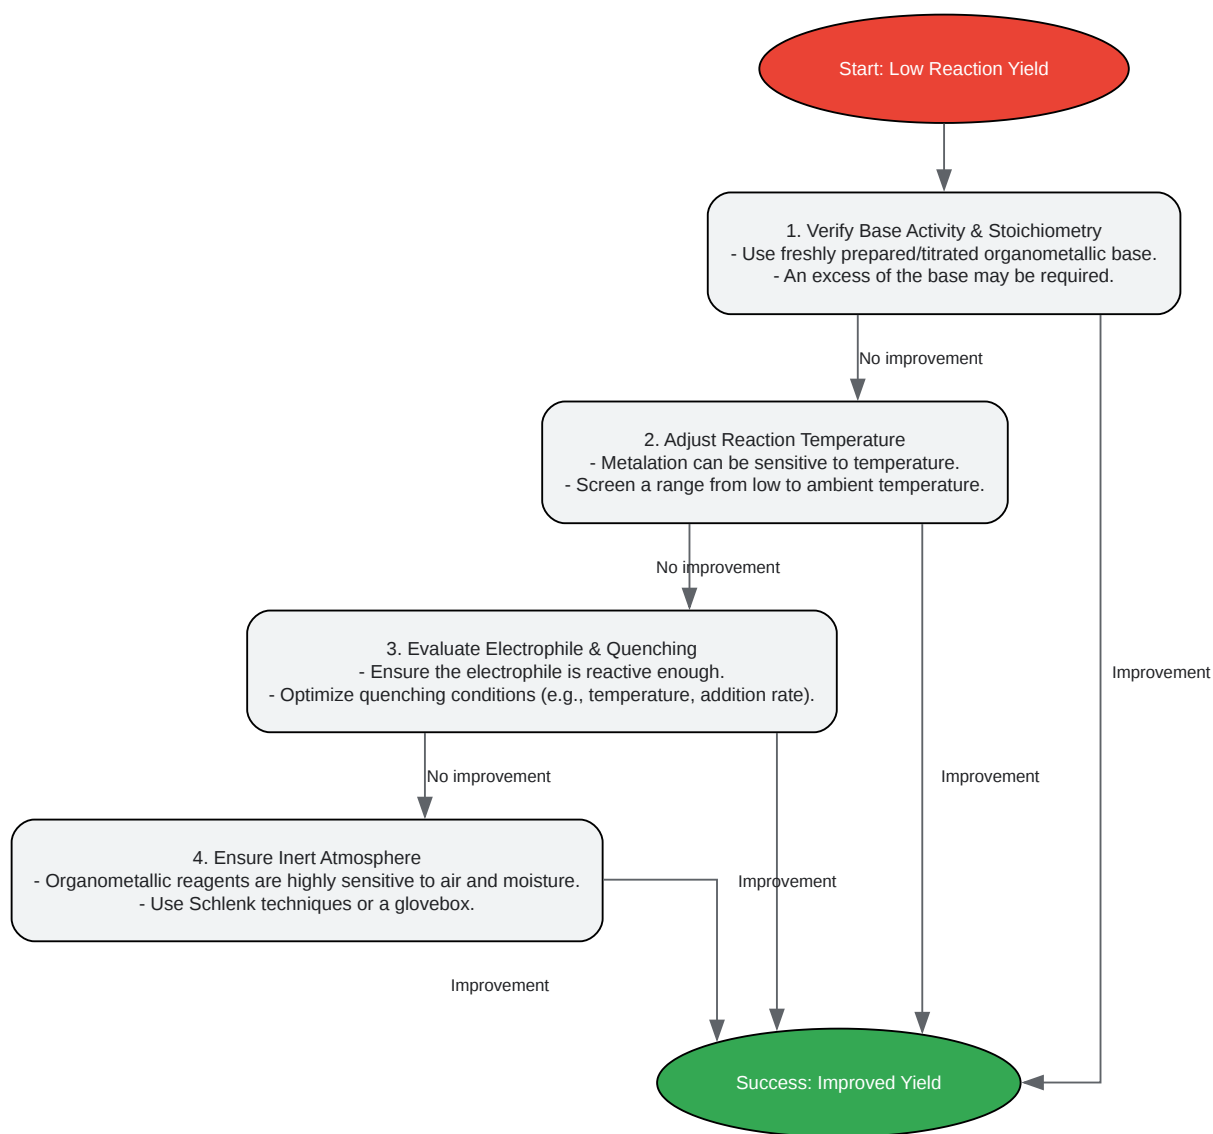 Start: Low Reaction Yield
1. Verify Base Activity & Stoichiometry
- Use freshly prepared/titrated organometallic base.
- An excess of the base may be required.
No improvement
2. Adjust Reaction Temperature
- Metalation can be sensitive to temperature.
- Screen a range from low to ambient temperature.
No improvement
3. Evaluate Electrophile & Quenching
- Ensure the electrophile is reactive enough.
- Optimize quenching conditions (e.g., temperature, addition rate).
Improvement
No improvement
Improvement
4. Ensure Inert Atmosphere
- Organometallic reagents are highly sensitive to air and moisture.
- Use Schlenk techniques or a glovebox.
Improvement
Improvement
Success: Improved Yield